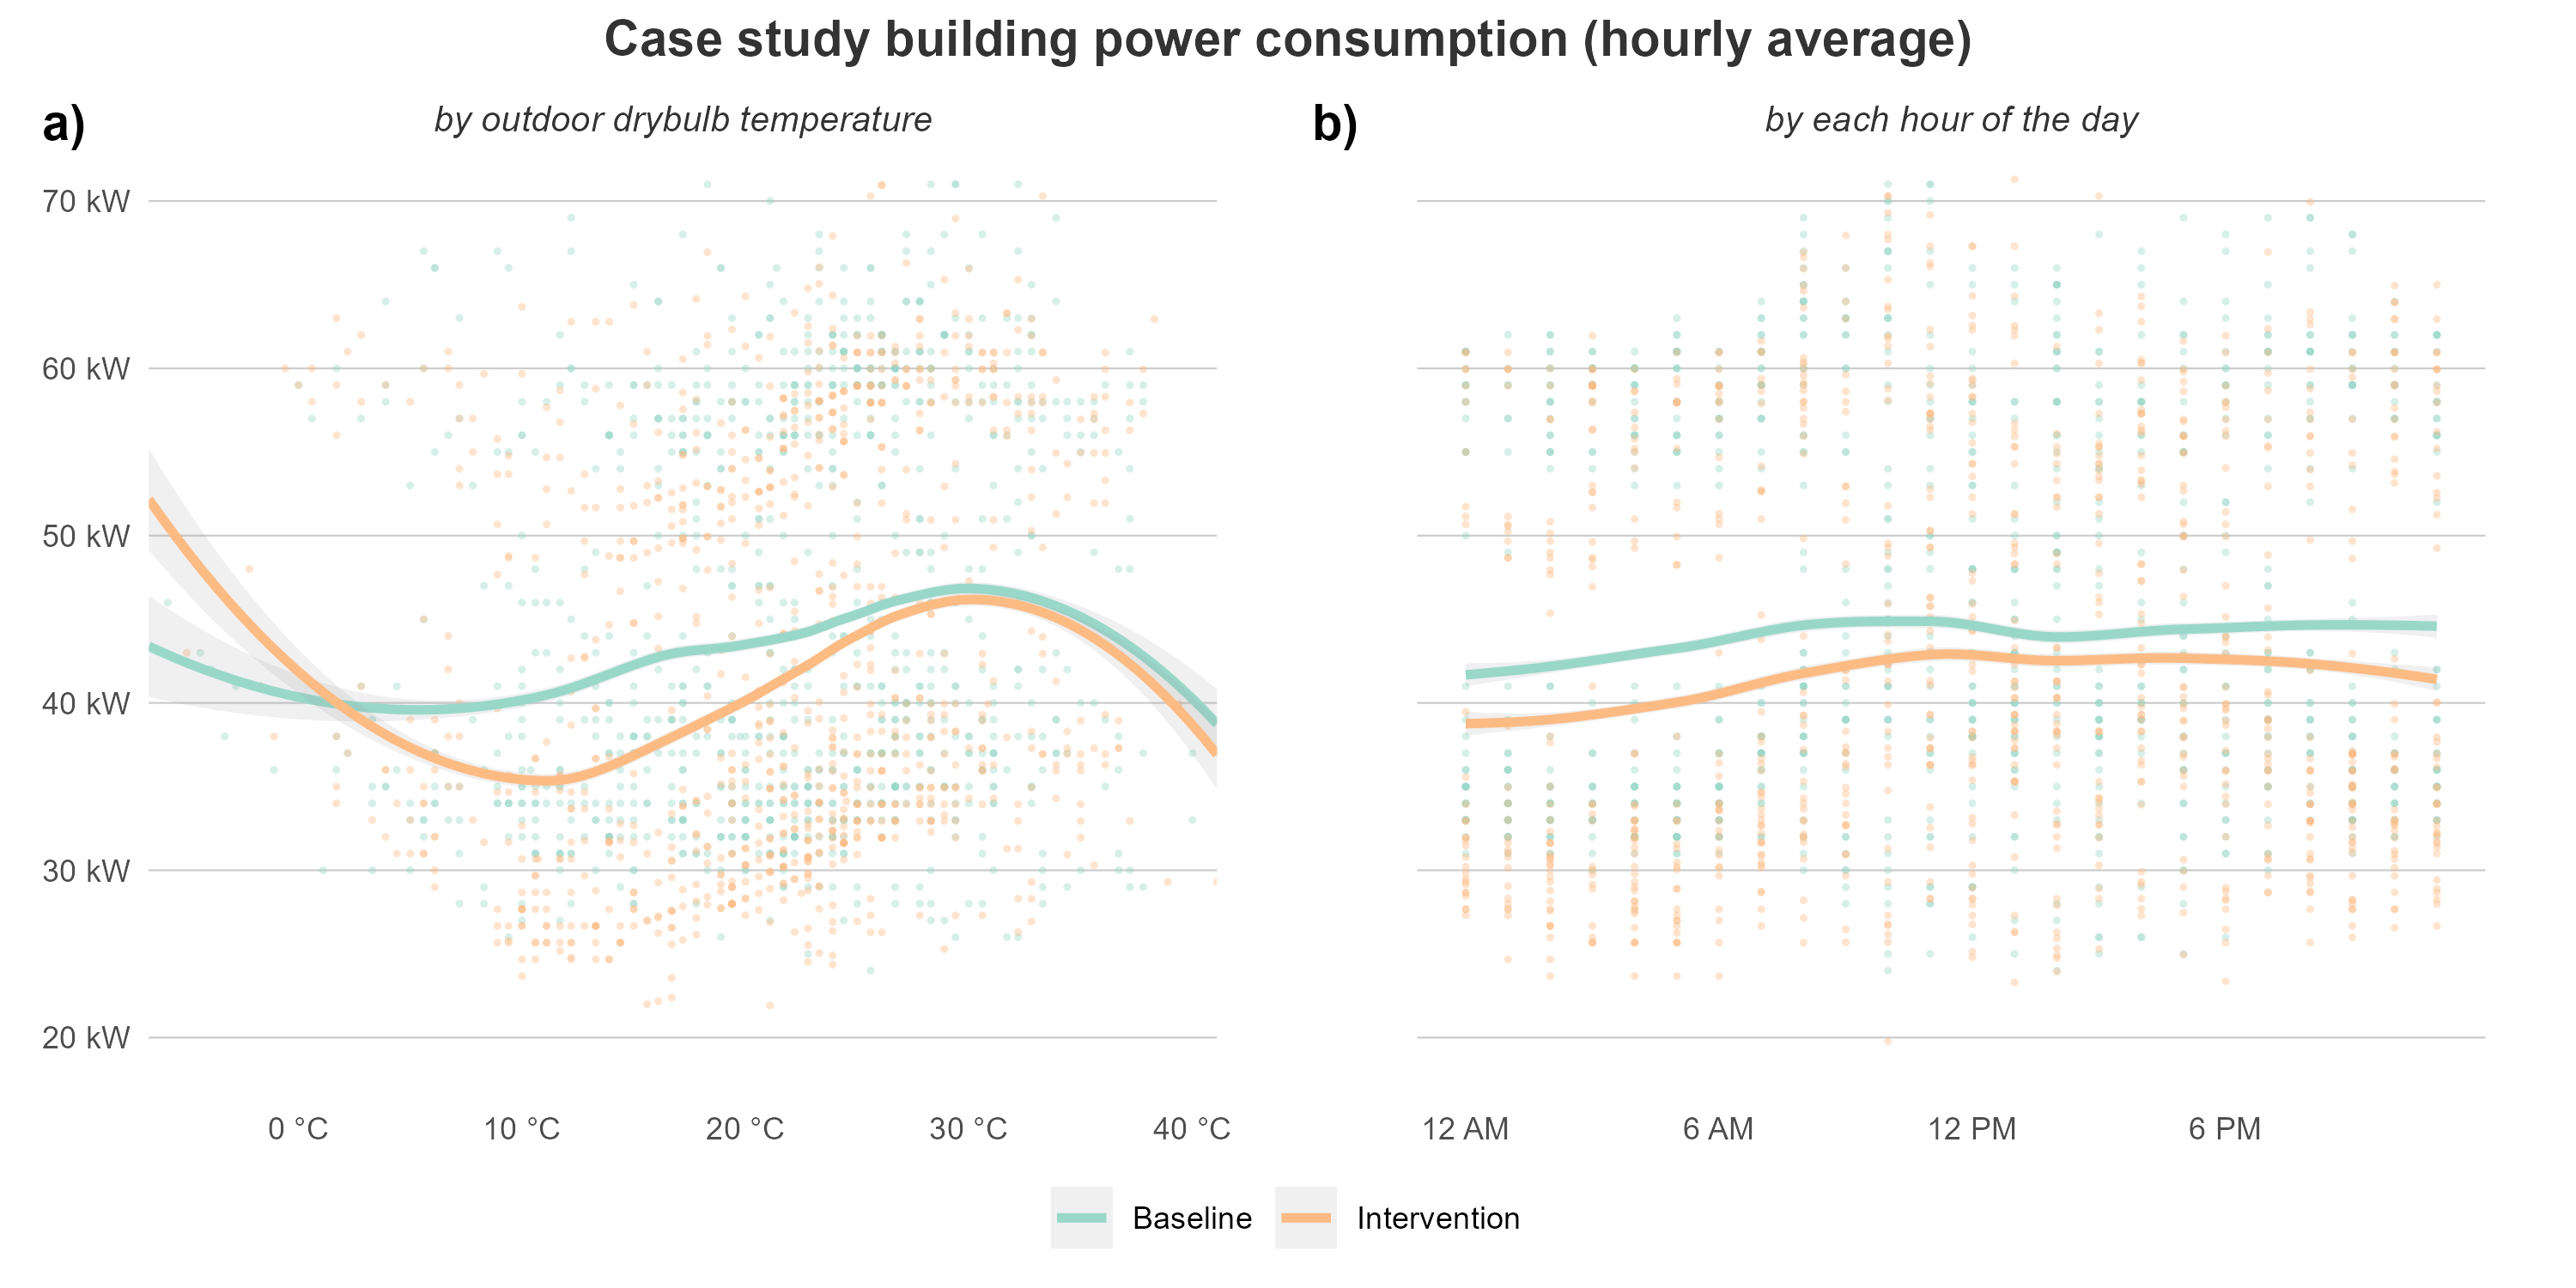 Case study building power consumption (hourly average)
a)
by outdoor drybulb temperature
b)
by each hour of the day
70 kW
60 kW
50 kW
40 kW
30 kW
20 kW
0 °C 10 °C 20 °C 30 °C 40 °C
12 AM 6 AM 12 PM 6 PM
Baseline Intervention